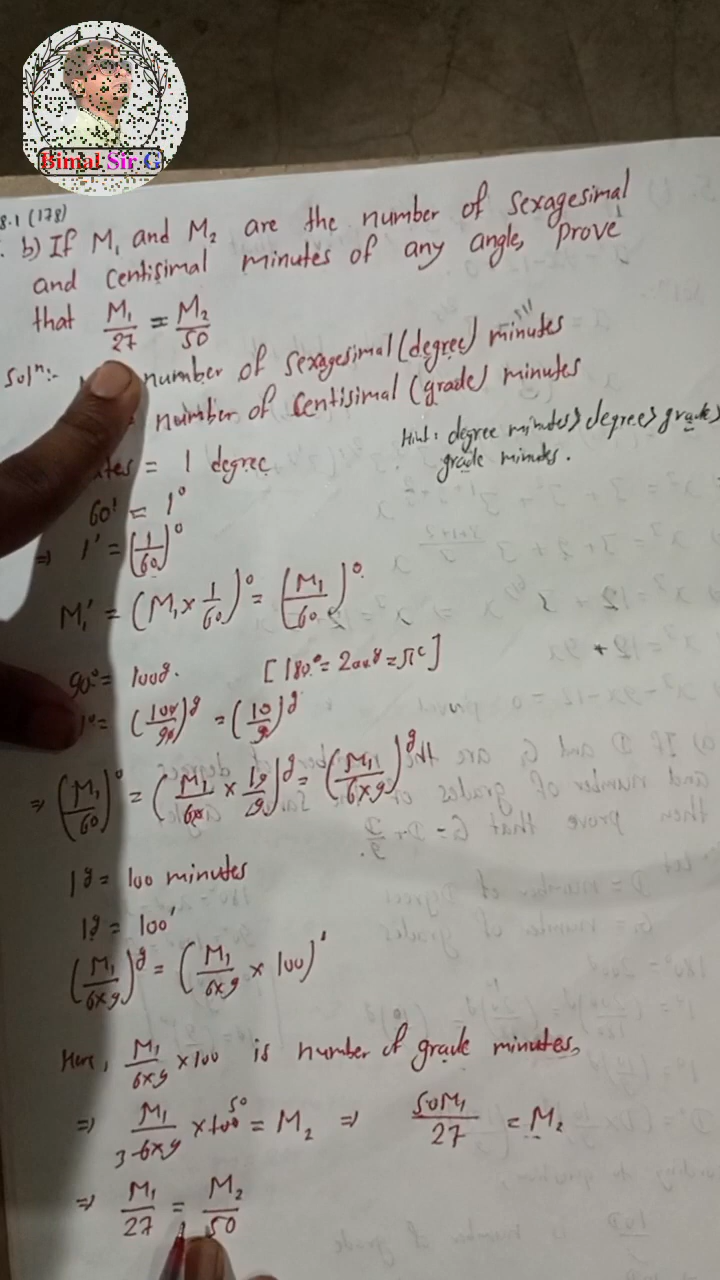 Bimal Sir G
8.1 (178)
b) If M₁ and M₂ are the number of sexagesimal
and centisimal minutes of any angle, prove
that M₁/27 = M₂/50
Solⁿ:- number of sexagesimal (degree) minutes
number of centisimal (grade) minutes
Hint: degree minutes > degree > grade >
grade minutes.
= 1 degree
60' = 1°
⇒ 1' = (1/60)°
M₁' = (M₁ × 1/60)° = (M₁/60)°
90° = 100g. [180° = 200g = πc]
1° = (100/90)g = (10/9)g
⇒ (M₁/60)° = (M₁/60 × 10/9)g = (M₁/6×9)g
1g = 100 minutes
1g = 100'
(M₁/6×9)g = (M₁/6×9 × 100)'
Here, M₁/6×9 × 100 is number of grade minutes,
⇒ M₁/3 6×9 × 100 50 = M₂ ⇒ 50M₁/27 = M₂
⇒ M₁/27 = M₂/50